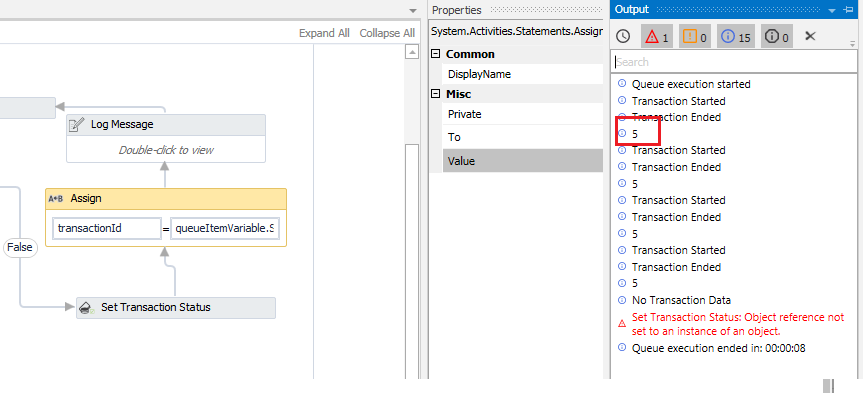 Expand All Collapse All
Log Message
Double-click to view
A*B Assign
transactionId = queueItemVariable.S
False
Set Transaction Status
Properties
System.Activities.Statements.Assign
Common
DisplayName
Misc
Private
To
Value
Output
1 0 15 0
Search
Queue execution started
Transaction Started
Transaction Ended
5
Transaction Started
Transaction Ended
5
Transaction Started
Transaction Ended
5
Transaction Started
Transaction Ended
5
No Transaction Data
Set Transaction Status: Object reference not
set to an instance of an object.
Queue execution ended in: 00:00:08